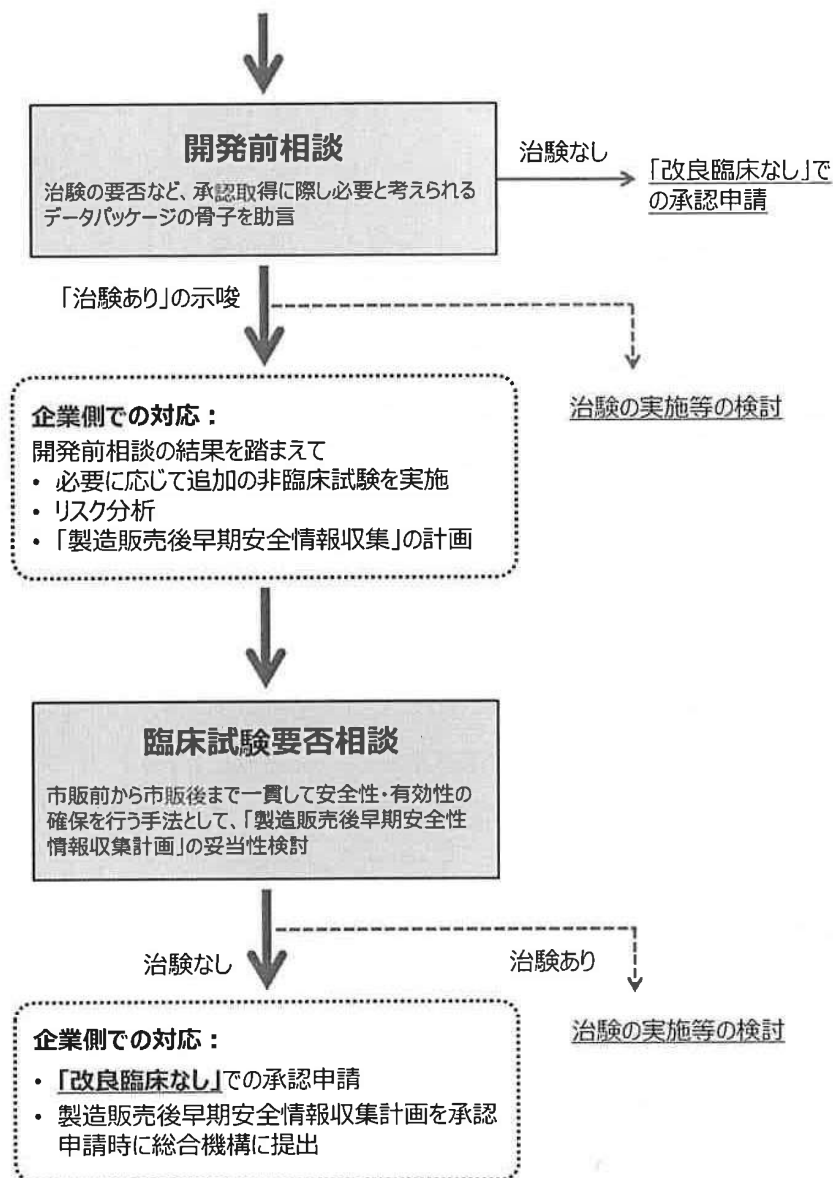 開発前相談
治験の要否など、承認取得に際し必要と考えられる
データパッケージの骨子を助言
治験なし
「改良臨床なし」で
の承認申請
「治験あり」の示唆
治験の実施等の検討
企業側での対応：
開発前相談の結果を踏まえて
• 必要に応じて追加の非臨床試験を実施
• リスク分析
• 「製造販売後早期安全情報収集」の計画
臨床試験要否相談
市販前から市販後まで一貫して安全性・有効性の
確保を行う手法として、「製造販売後早期安全性
情報収集計画」の妥当性検討
治験なし
治験あり
治験の実施等の検討
企業側での対応：
• 「改良臨床なし」での承認申請
• 製造販売後早期安全情報収集計画を承認
申請時に総合機構に提出